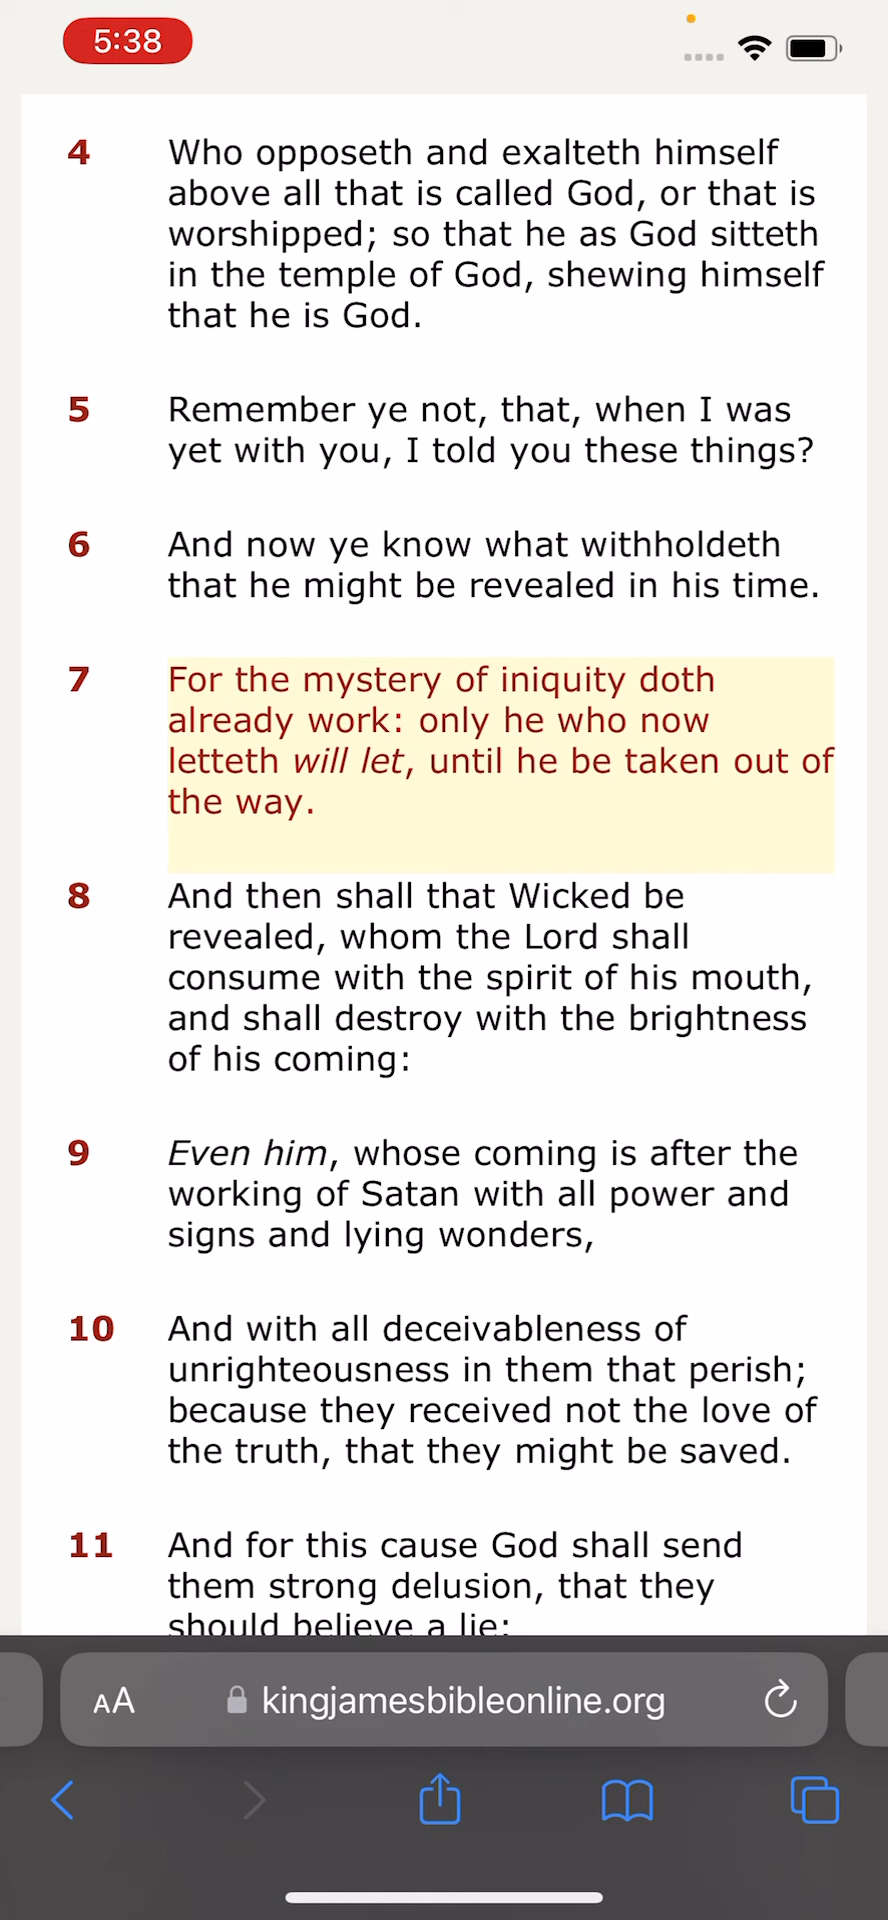 5:38
4 Who opposeth and exalteth himself
above all that is called God, or that is
worshipped; so that he as God sitteth
in the temple of God, shewing himself
that he is God.
5 Remember ye not, that, when I was
yet with you, I told you these things?
6 And now ye know what withholdeth
that he might be revealed in his time.
7 For the mystery of iniquity doth
already work: only he who now
letteth will let, until he be taken out of
the way.
8 And then shall that Wicked be
revealed, whom the Lord shall
consume with the spirit of his mouth,
and shall destroy with the brightness
of his coming:
9 Even him, whose coming is after the
working of Satan with all power and
signs and lying wonders,
10 And with all deceivableness of
unrighteousness in them that perish;
because they received not the love of
the truth, that they might be saved.
11 And for this cause God shall send
them strong delusion, that they
should believe a lie:
AA kingjamesbibleonline.org